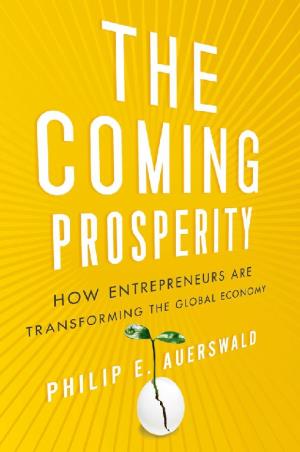 THE
COMING
PROSPERITY
HOW ENTREPRENEURS ARE
TRANSFORMING THE GLOBAL ECONOMY
PHILIP E. AUERSWALD